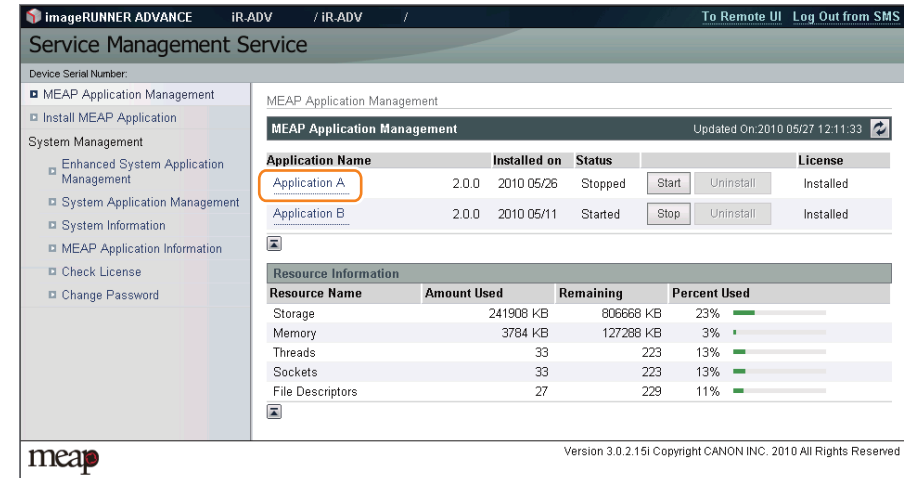 imageRUNNER ADVANCE iR-ADV / iR-ADV / To Remote UI Log Out from SMS
Service Management Service
Device Serial Number:
MEAP Application Management
Install MEAP Application
System Management
Enhanced System Application
Management
System Application Management
System Information
MEAP Application Information
Check License
Change Password
MEAP Application Management
MEAP Application Management Updated On:2010 05/27 12:11:33
Application Name Installed on Status License
Application A 2.0.0 2010 05/26 Stopped Start Uninstall Installed
Application B 2.0.0 2010 05/11 Started Stop Uninstall Installed
Resource Information
Resource Name Amount Used Remaining Percent Used
Storage 241908 KB 806668 KB 23%
Memory 3784 KB 127288 KB 3%
Threads 33 223 13%
Sockets 33 223 13%
File Descriptors 27 229 11%
meap Version 3.0.2.15i Copyright CANON INC. 2010 All Rights Reserved